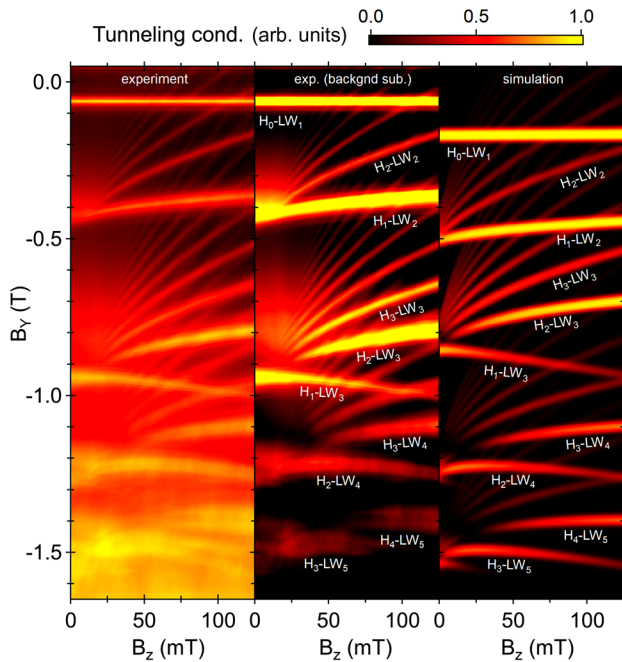 Tunneling cond. (arb. units)
0.0 0.5 1.0
experiment exp. (backgnd sub.) simulation
0.0
-0.5
-1.0
-1.5
B_Y (T)
H₀-LW₁
H₂-LW₂
H₁-LW₂
H₃-LW₃
H₂-LW₃
H₁-LW₃
H₃-LW₄
H₂-LW₄
H₄-LW₅
H₃-LW₅
H₀-LW₁
H₂-LW₂
H₁-LW₂
H₃-LW₃
H₂-LW₃
H₁-LW₃
H₃-LW₄
H₂-LW₄
H₄-LW₅
H₃-LW₅
0 50 100 0 50 100 0 50 100
B_z (mT) B_z (mT) B_z (mT)